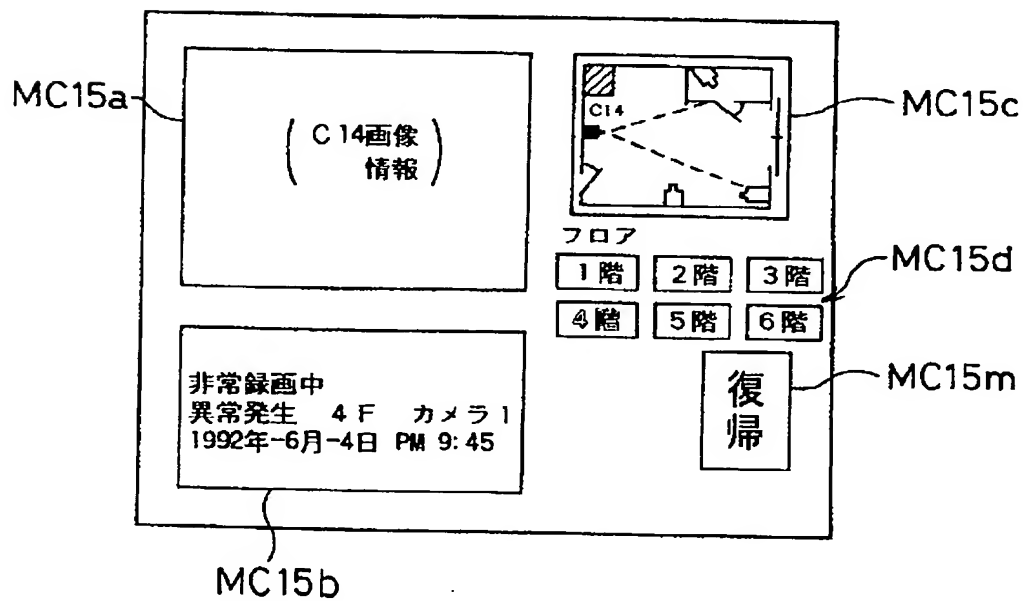 MC15a
C 14画像
情報
C14
MC15c
フロア
1階 2階 3階
MC15d
4階 5階 6階
非常録画中
異常発生 4F カメラ1
1992年-6月-4日 PM 9:45
復帰
MC15m
MC15b